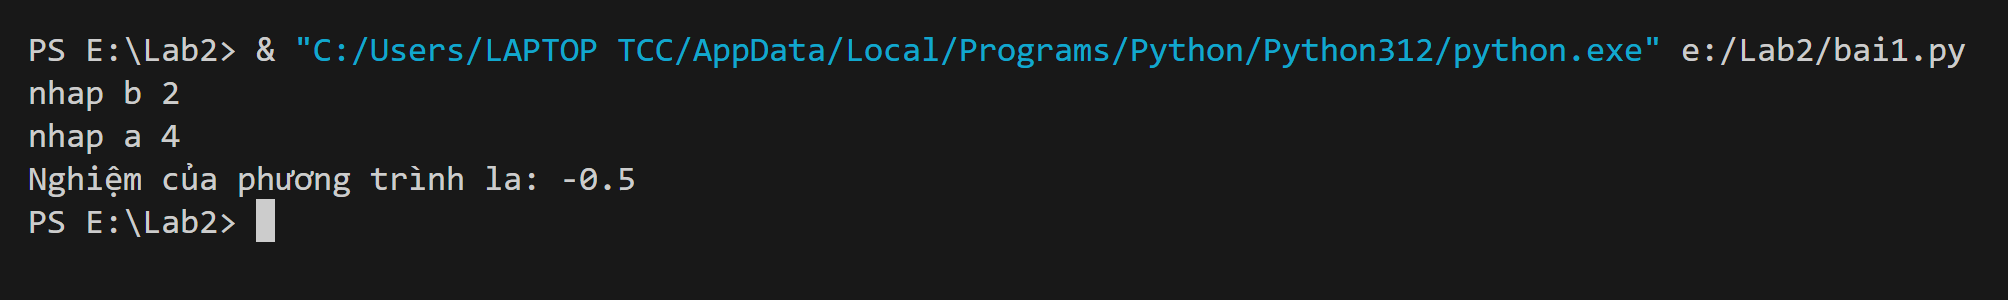 PS E:\Lab2> & "C:/Users/LAPTOP TCC/AppData/Local/Programs/Python/Python312/python.exe" e:/Lab2/bai1.py
nhap b 2
nhap a 4
Nghiệm của phương trình la: -0.5
PS E:\Lab2>